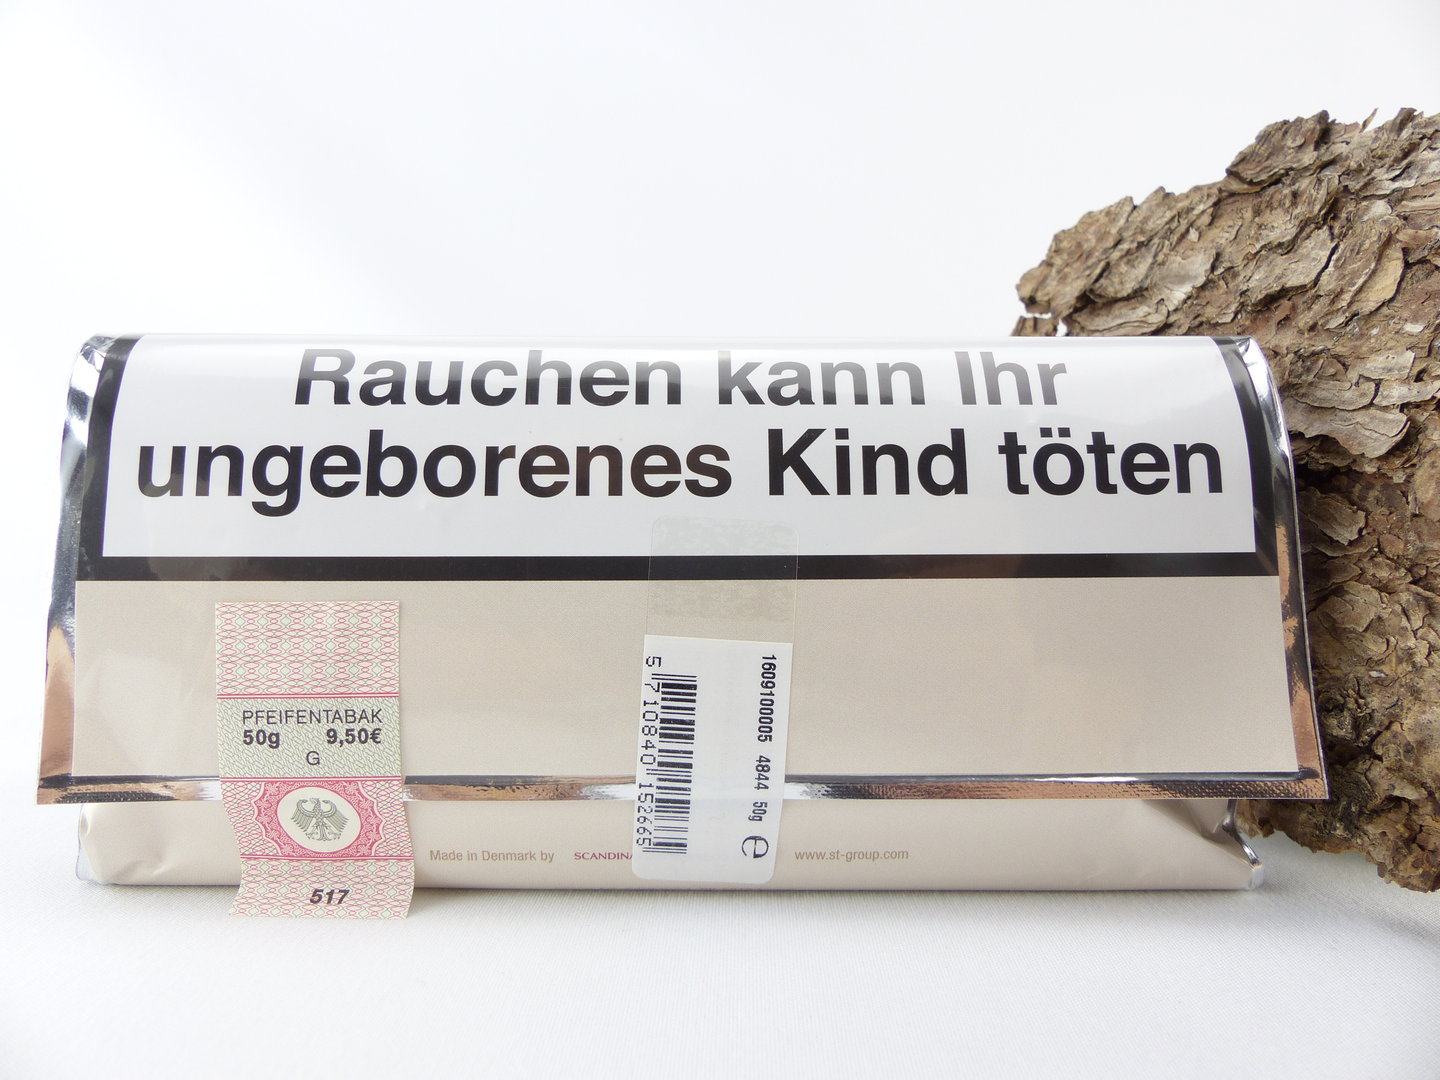 Rauchen kann Ihr
ungeborenes Kind töten
PFEIFENTABAK
50g 9,50€
G
517
1609100005 4844 50g e
5 710840 152665
Made in Denmark by
www.st-group.com